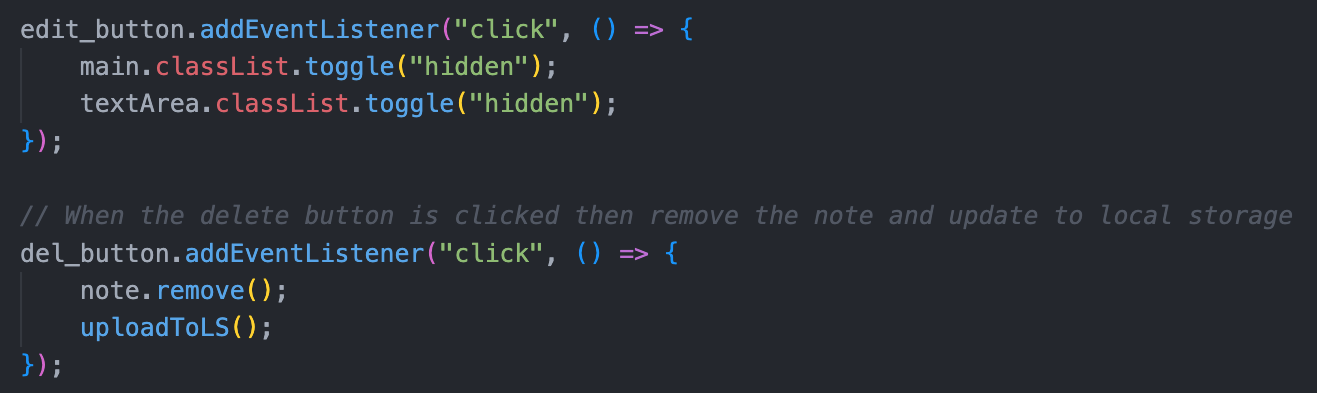 edit_button.addEventListener("click", () => {
    main.classList.toggle("hidden");
    textArea.classList.toggle("hidden");
});

// When the delete button is clicked then remove the note and update to local storage
del_button.addEventListener("click", () => {
    note.remove();
    uploadToLS();
});